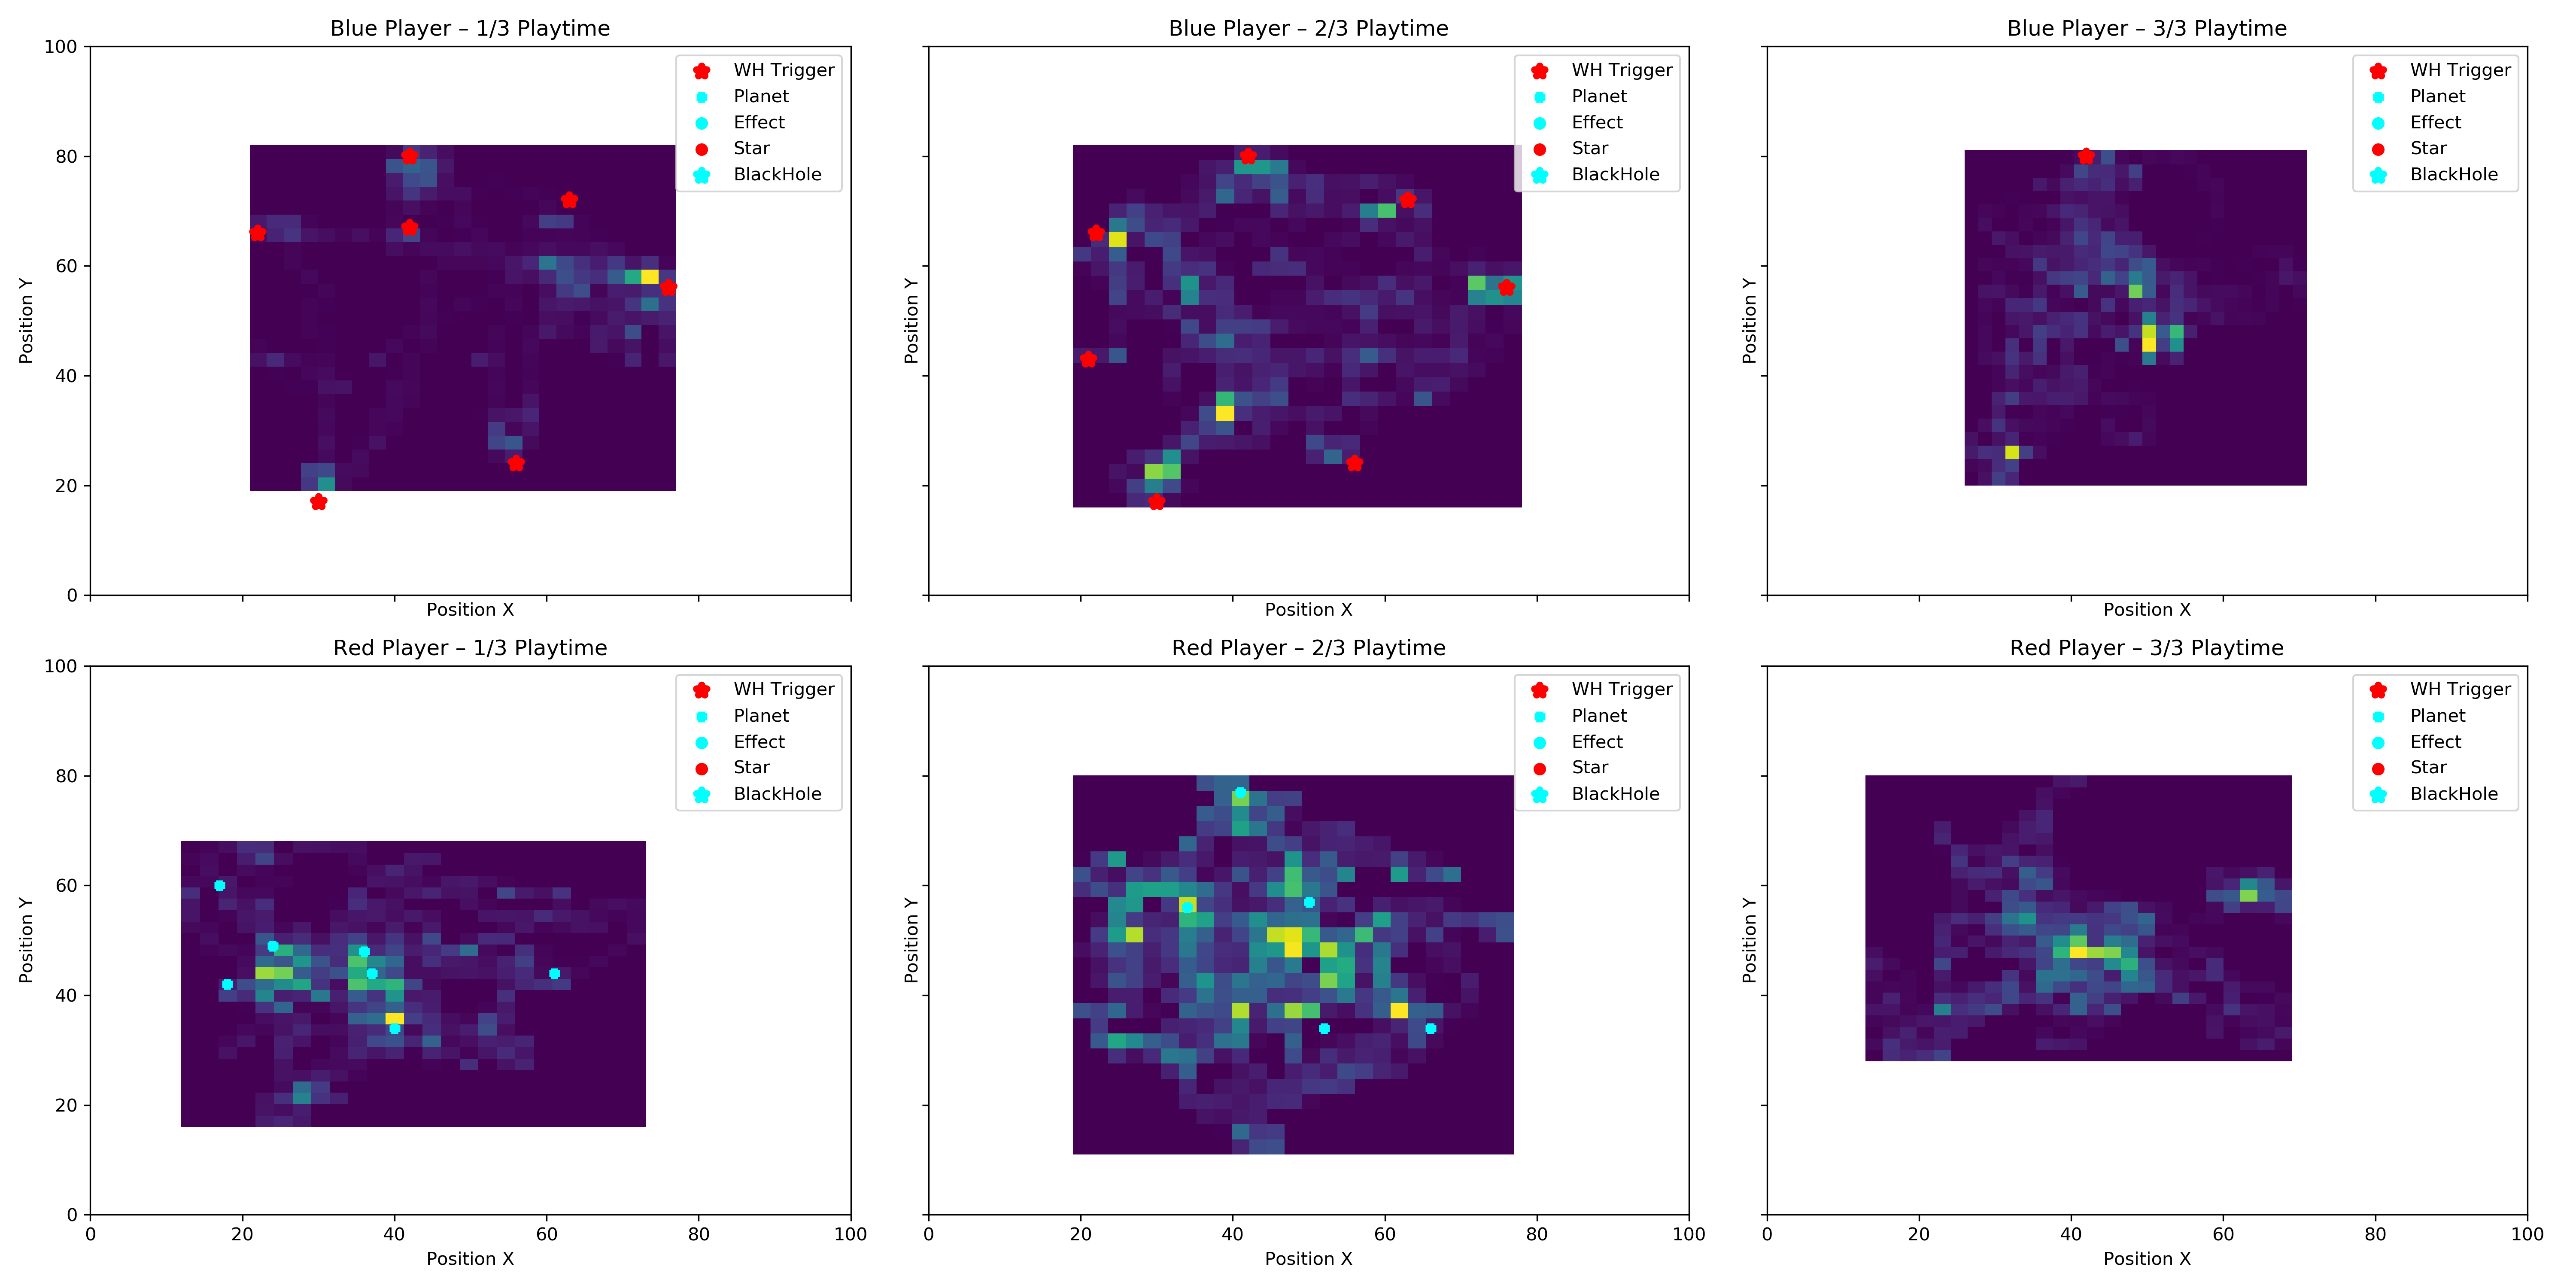 Blue Player – 1/3 Playtime
100
80
60
40
20
0
Position Y
Position X
WH Trigger
Planet
Effect
Star
BlackHole
Blue Player – 2/3 Playtime
Position Y
Position X
WH Trigger
Planet
Effect
Star
BlackHole
Blue Player – 3/3 Playtime
Position Y
Position X
WH Trigger
Planet
Effect
Star
BlackHole
Red Player – 1/3 Playtime
100
80
60
40
20
0
Position Y
0 20 40 60 80 100
Position X
WH Trigger
Planet
Effect
Star
BlackHole
Red Player – 2/3 Playtime
Position Y
0 20 40 60 80 100
Position X
WH Trigger
Planet
Effect
Star
BlackHole
Red Player – 3/3 Playtime
Position Y
0 20 40 60 80 100
Position X
WH Trigger
Planet
Effect
Star
BlackHole